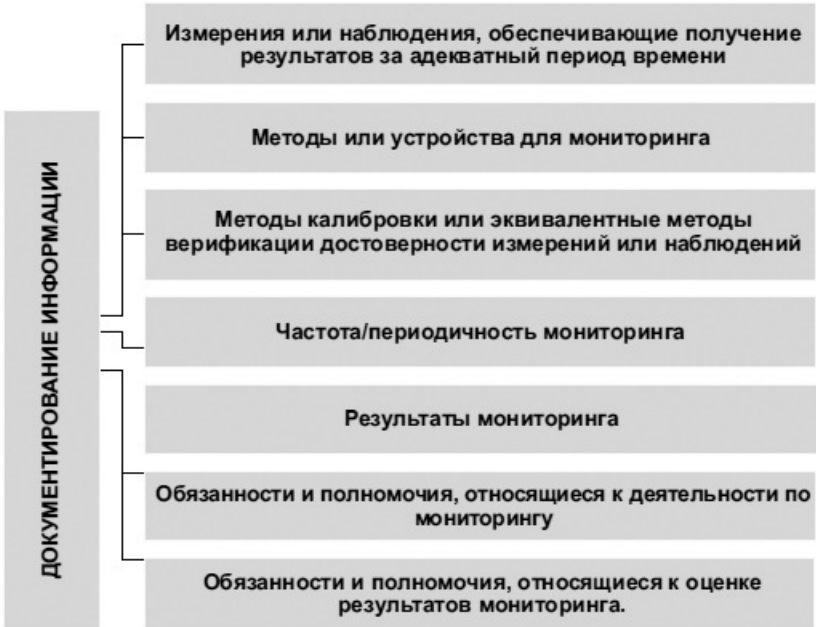 ДОКУМЕНТИРОВАНИЕ ИНФОРМАЦИИ
Измерения или наблюдения, обеспечивающие получение
результатов за адекватный период времени
Методы или устройства для мониторинга
Методы калибровки или эквивалентные методы
верификации достоверности измерений или наблюдений
Частота/периодичность мониторинга
Результаты мониторинга
Обязанности и полномочия, относящиеся к деятельности по
мониторингу
Обязанности и полномочия, относящиеся к оценке
результатов мониторинга.